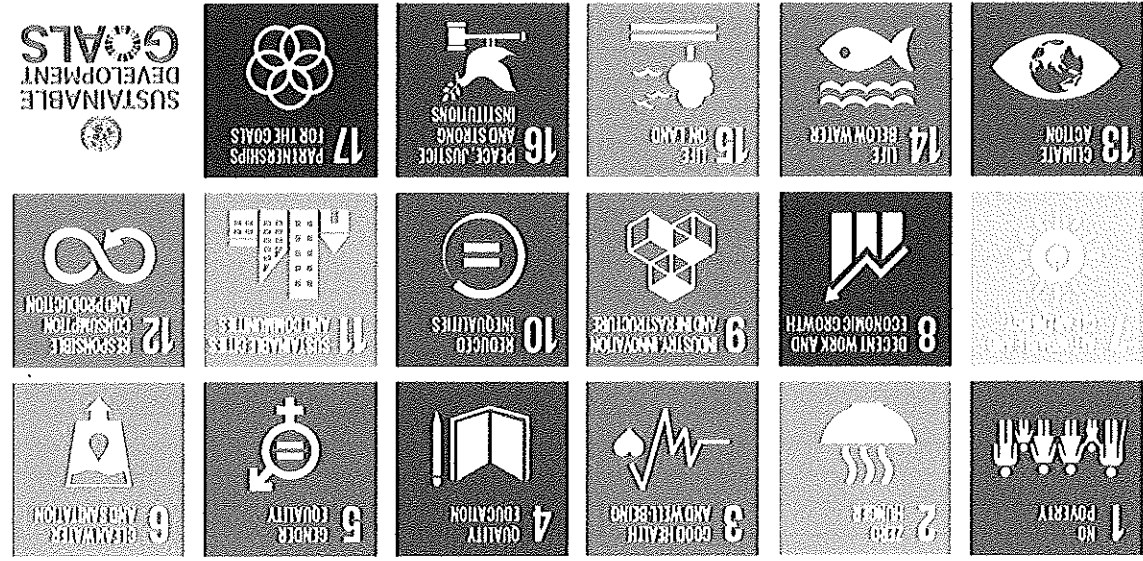 1 NO
POVERTY
2 ZERO
HUNGER
3 GOOD HEALTH
AND WELL-BEING
4 QUALITY
EDUCATION
5 GENDER
EQUALITY
6 CLEAN WATER
AND SANITATION
7
8 DECENT WORK AND
ECONOMIC GROWTH
9 INDUSTRY, INNOVATION
AND INFRASTRUCTURE
10 REDUCED
INEQUALITIES
11 SUSTAINABLE CITIES
AND COMMUNITIES
12 RESPONSIBLE
CONSUMPTION
AND PRODUCTION
13 CLIMATE
ACTION
14 LIFE
BELOW WATER
15 LIFE
ON LAND
16 PEACE, JUSTICE
AND STRONG
INSTITUTIONS
17 PARTNERSHIPS
FOR THE GOALS
SUSTAINABLE
DEVELOPMENT
GOALS